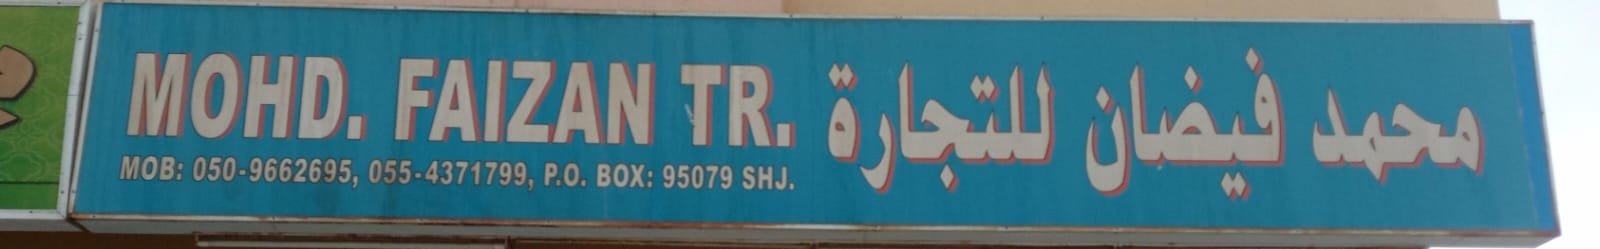 MOHD. FAIZAN TR.
محمد فيضان للتجارة
MOB: 050-9662695, 055-4371799, P.O. BOX: 95079 SHJ.